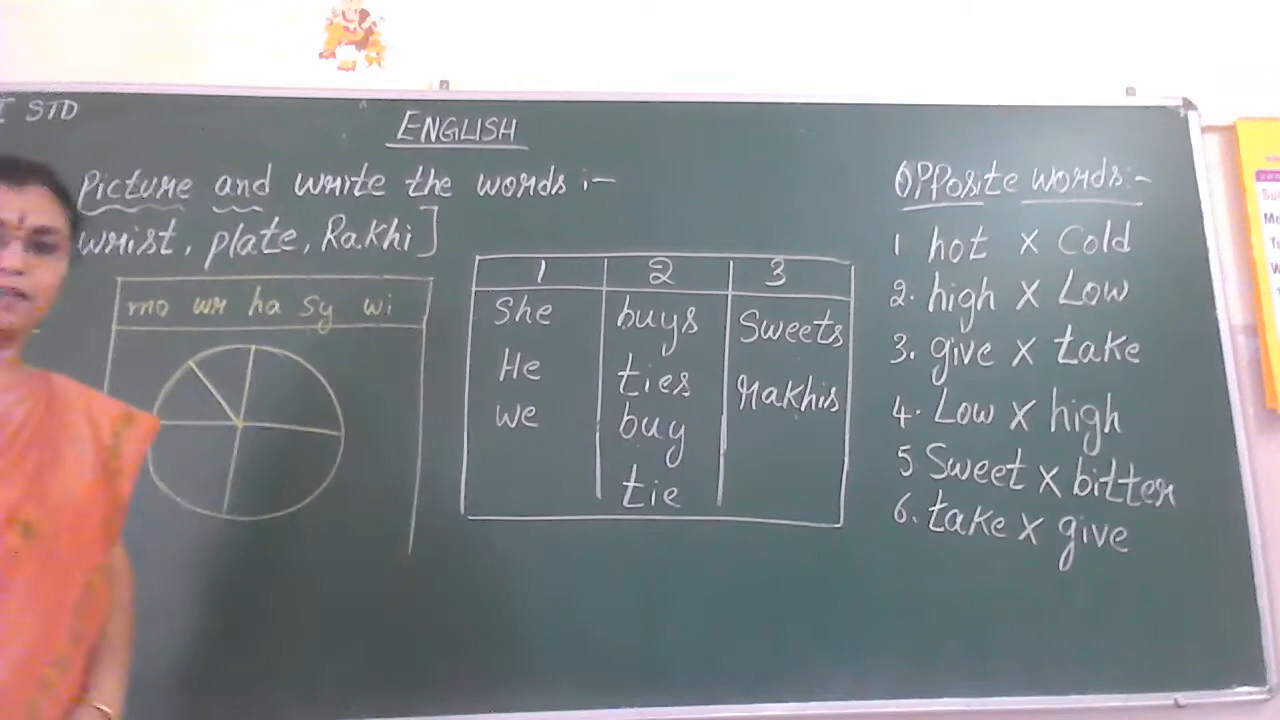 I STD
ENGLISH
Picture and write the words :-
wrist, plate, Rakhi]
mo wr ha sy wi
1 2 3
She buys Sweets
He ties rakhis
we buy
tie
Opposite words:-
1 hot x Cold
2. high x Low
3. give x take
4. Low x high
5 Sweet x bitter
6. take x give